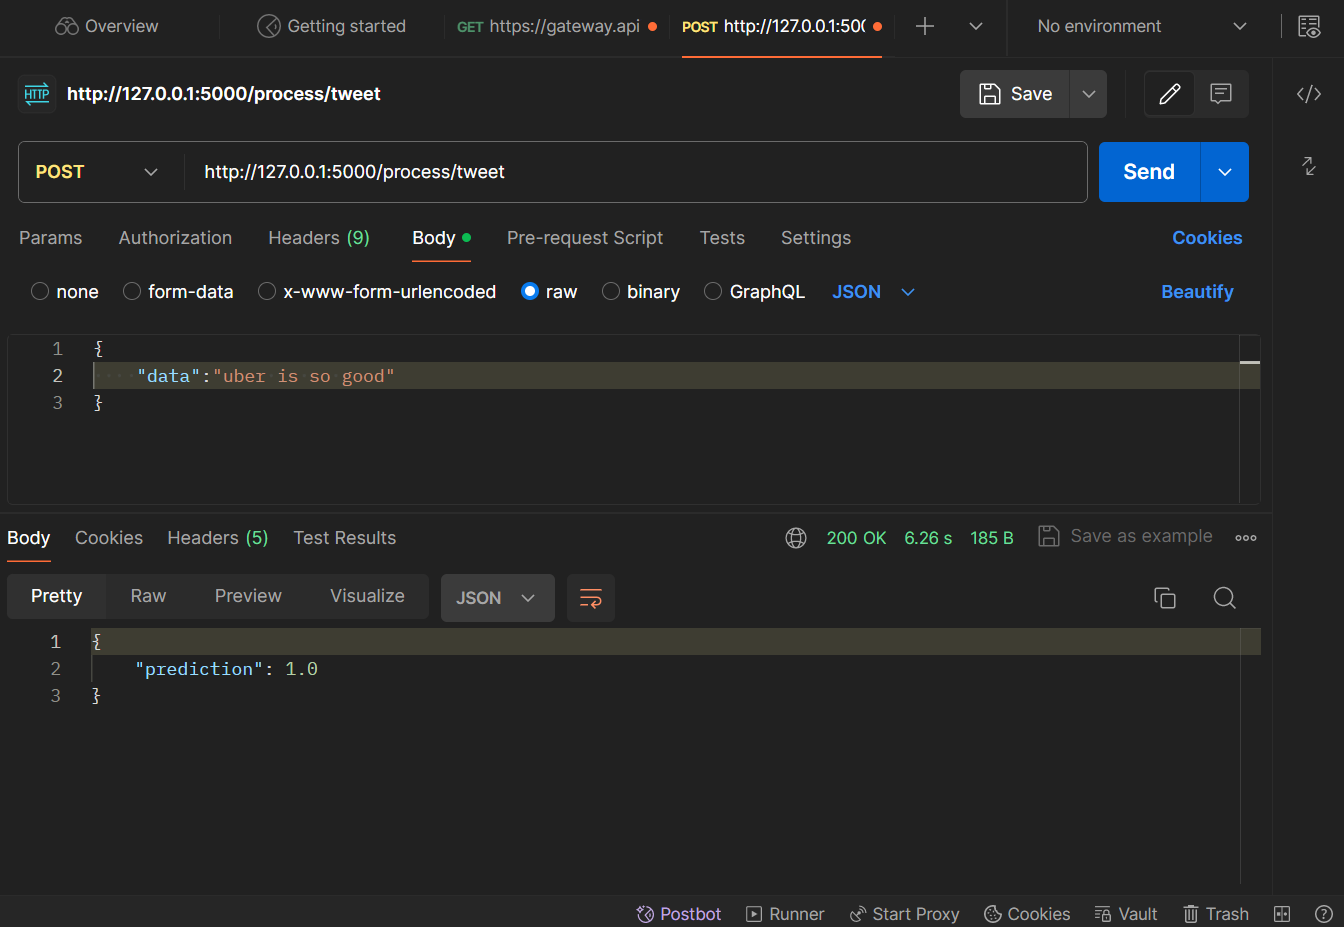 Overview Getting started GET https://gateway.api POST http://127.0.0.1:500 No environment
HTTP http://127.0.0.1:5000/process/tweet Save
POST http://127.0.0.1:5000/process/tweet Send
Params Authorization Headers (9) Body Pre-request Script Tests Settings Cookies
none form-data x-www-form-urlencoded raw binary GraphQL JSON Beautify
1 {
2 "data":"uber is so good"
3 }
Body Cookies Headers (5) Test Results 200 OK 6.26 s 185 B Save as example
Pretty Raw Preview Visualize JSON
1 {
2 "prediction": 1.0
3 }
Postbot Runner Start Proxy Cookies Vault Trash